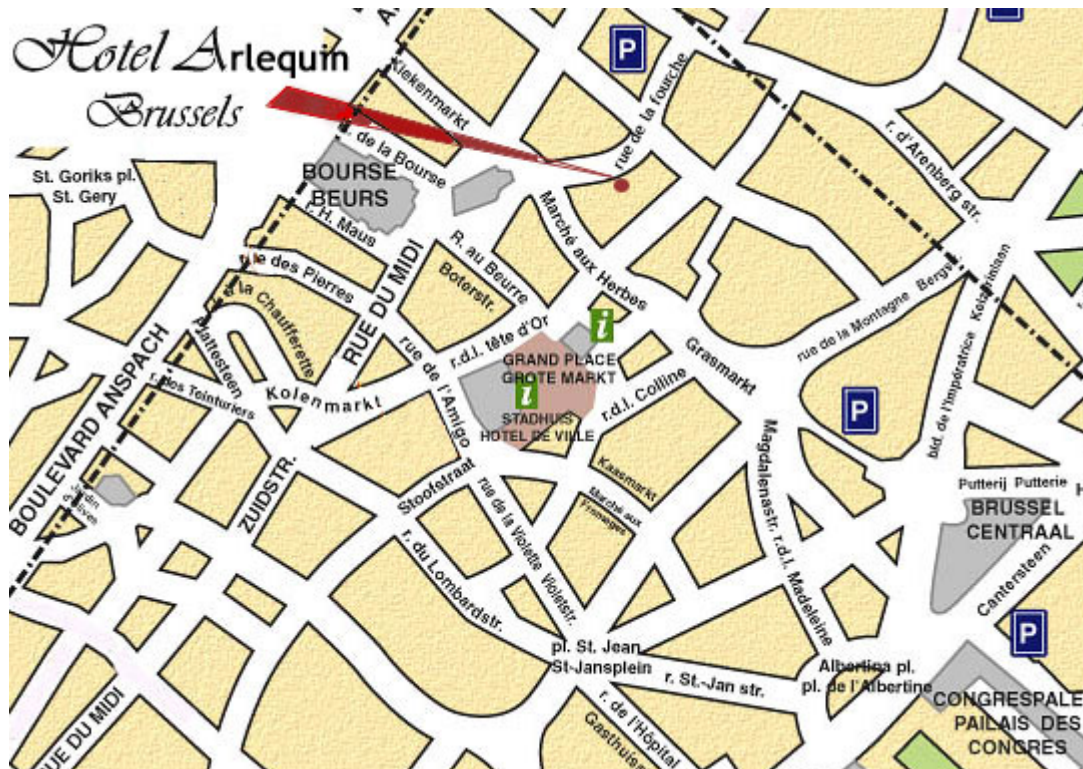 Hotel Arlequin
Brussels
P
Kiekenmarkt
rue de la fourche
r. d'Arenberg str.
de la Bourse
St. Goriks pl.
St. Gery
BOURSE
BEURS
r. H. Maus
Marché aux Herbes
R. au Beurre
Boterstr.
RUE DU MIDI
rue des Pierres
la Chaufferette
Plattesteen
rue de la Montagne
bld. de l'impératrice
r.d.l. tête d'Or
i
GRAND PLACE
GROTE MARKT
i
STADHUIS
HOTEL DE VILLE
Grasmarkt
r.d.l. Colline
rue de l'Amigo
Kolenmarkt
r. des Teinturiers
BOULEVARD ANSPACH
P
Kaasmarkt
Marché aux
Fromages
Magdalenastr. r.d.l. Madeleine
Stoofstraat
ZUIDSTR.
rue de la Violette Violetstr.
Putterij Putterie
BRUSSEL
CENTRAAL
Cantersteen
r. du Lombardstr.
P
pl. St. Jean
St-Jansplein
r. St.-Jan str.
Albertina pl.
pl. de l'Albertine
CONGRESPALE
PAILAIS DES
CONGRES
r. de l'Hôpital
Gasthuis
UE DU MIDI